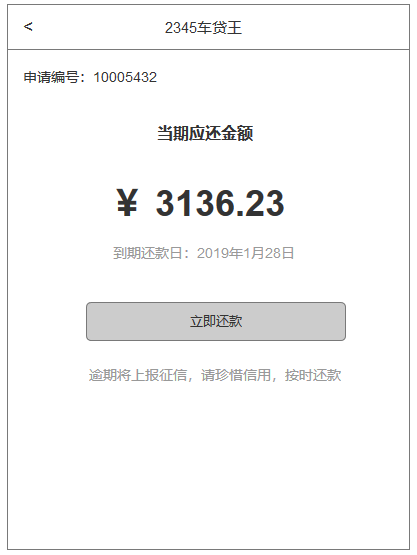 <
2345车贷王
申请编号：10005432
当期应还金额
￥ 3136.23
到期还款日：2019年1月28日
立即还款
逾期将上报征信，请珍惜信用，按时还款